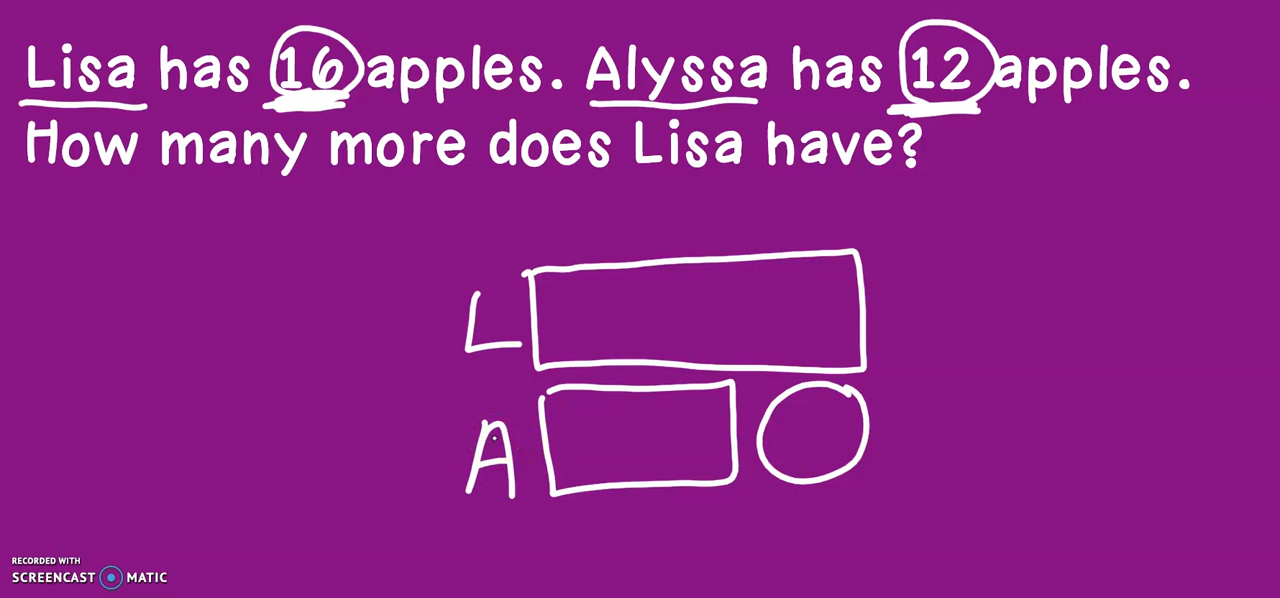 Lisa has 16 apples. Alyssa has 12 apples.
How many more does Lisa have?
L
A
RECORDED WITH
SCREENCAST MATIC